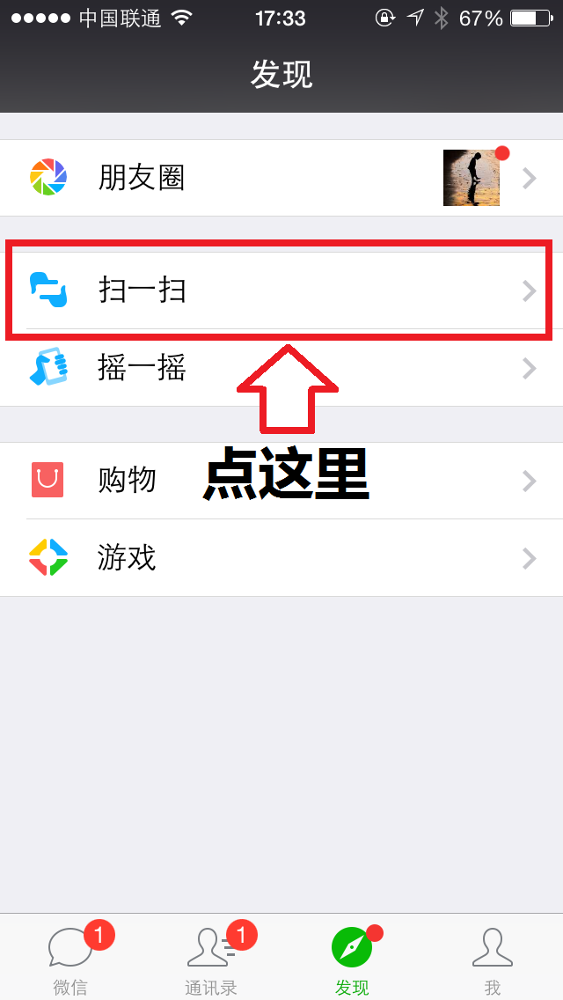 中国联通 17:33 67%
发现
朋友圈
扫一扫
摇一摇
购物
点这里
游戏
1 1
微信 通讯录 发现 我